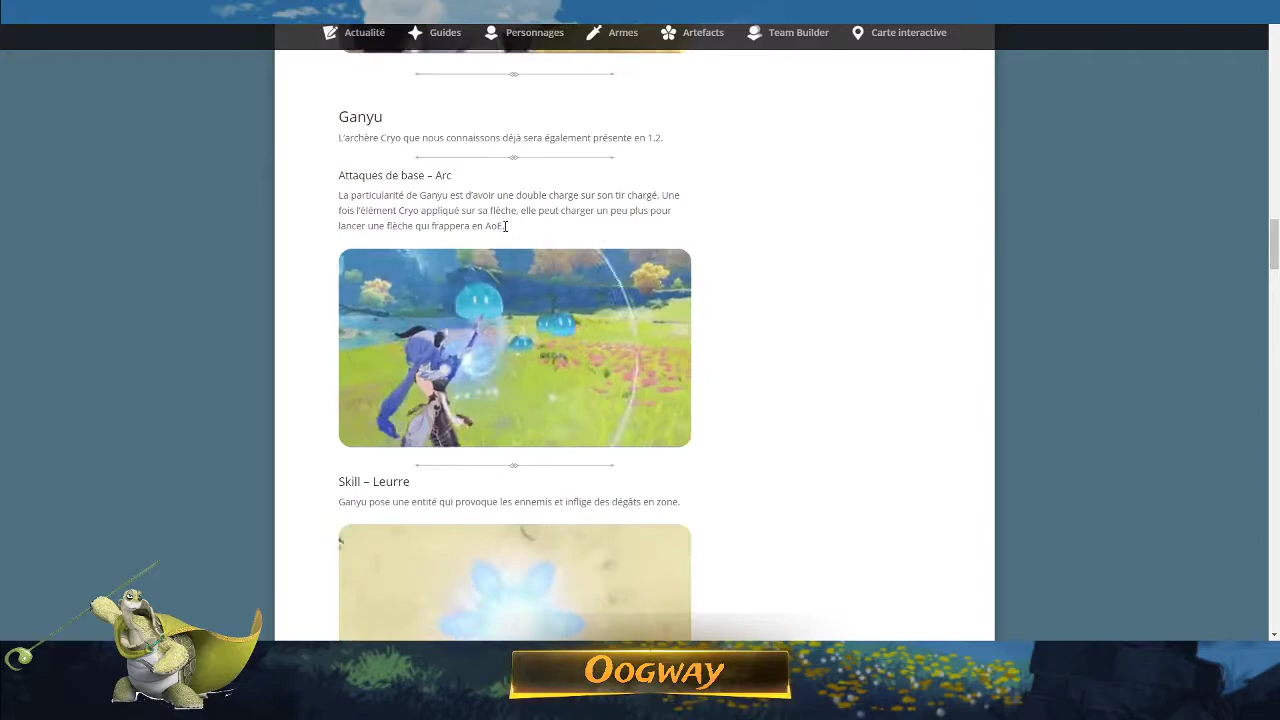 Actualité
Guides
Personnages
Armes
Artefacts
Team Builder
Carte interactive
Ganyu
L'archère Cryo que nous connaissons déjà sera également présente en 1.2.
Attaques de base – Arc
La particularité de Ganyu est d'avoir une double charge sur son tir chargé. Une
fois l'élément Cryo appliqué sur sa flèche, elle peut charger un peu plus pour
lancer une flèche qui frappera en AoE.
Skill – Leurre
Ganyu pose une entité qui provoque les ennemis et inflige des dégâts en zone.
Oogway